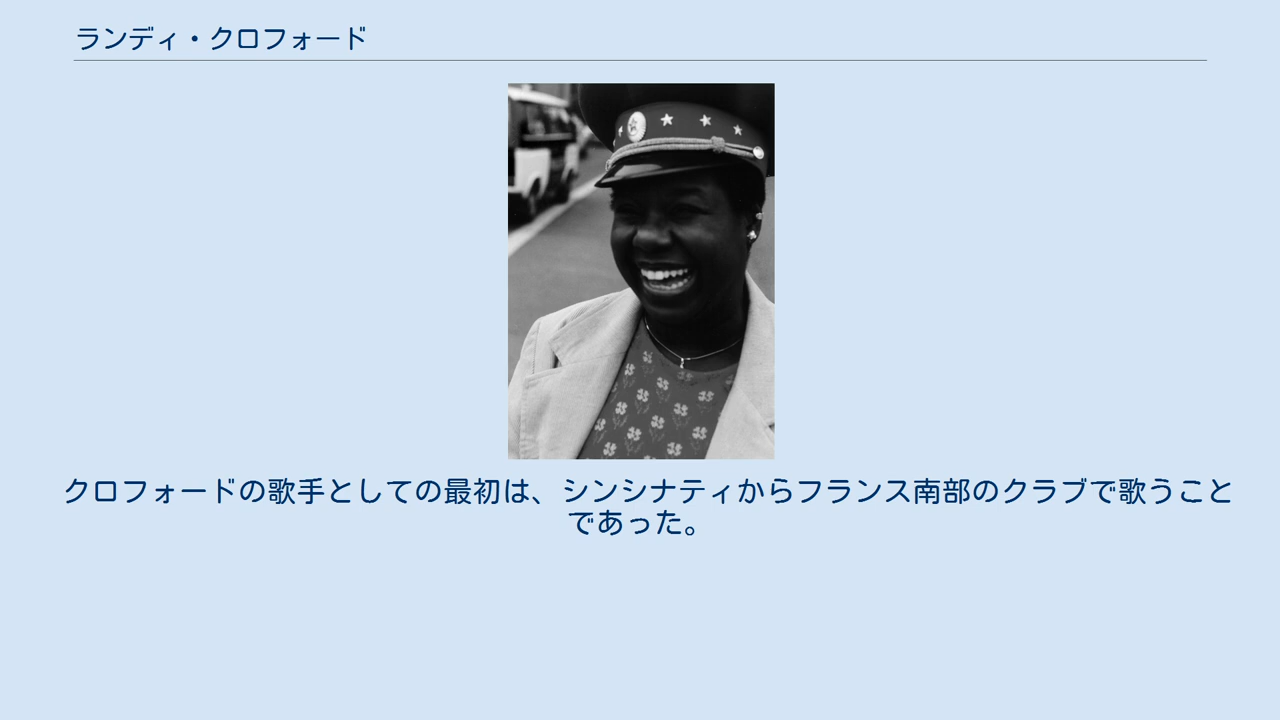 ランディ・クロフォード
クロフォードの歌手としての最初は、シンシナティからフランス南部のクラブで歌うこと
であった。